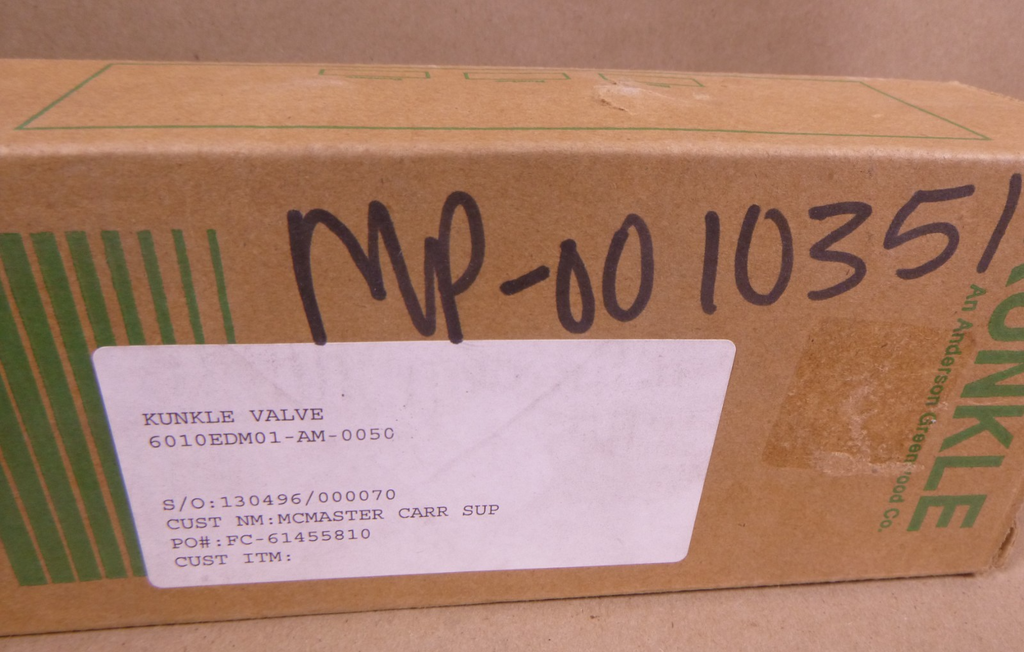 MP-0010351
KUNKLE VALVE
6010EDM01-AM-0050
S/O:130496/000070
CUST NM:MCMASTER CARR SUP
PO#:FC-61455810
CUST ITM:
KUNKLE
An Anderson Greenwood Co.